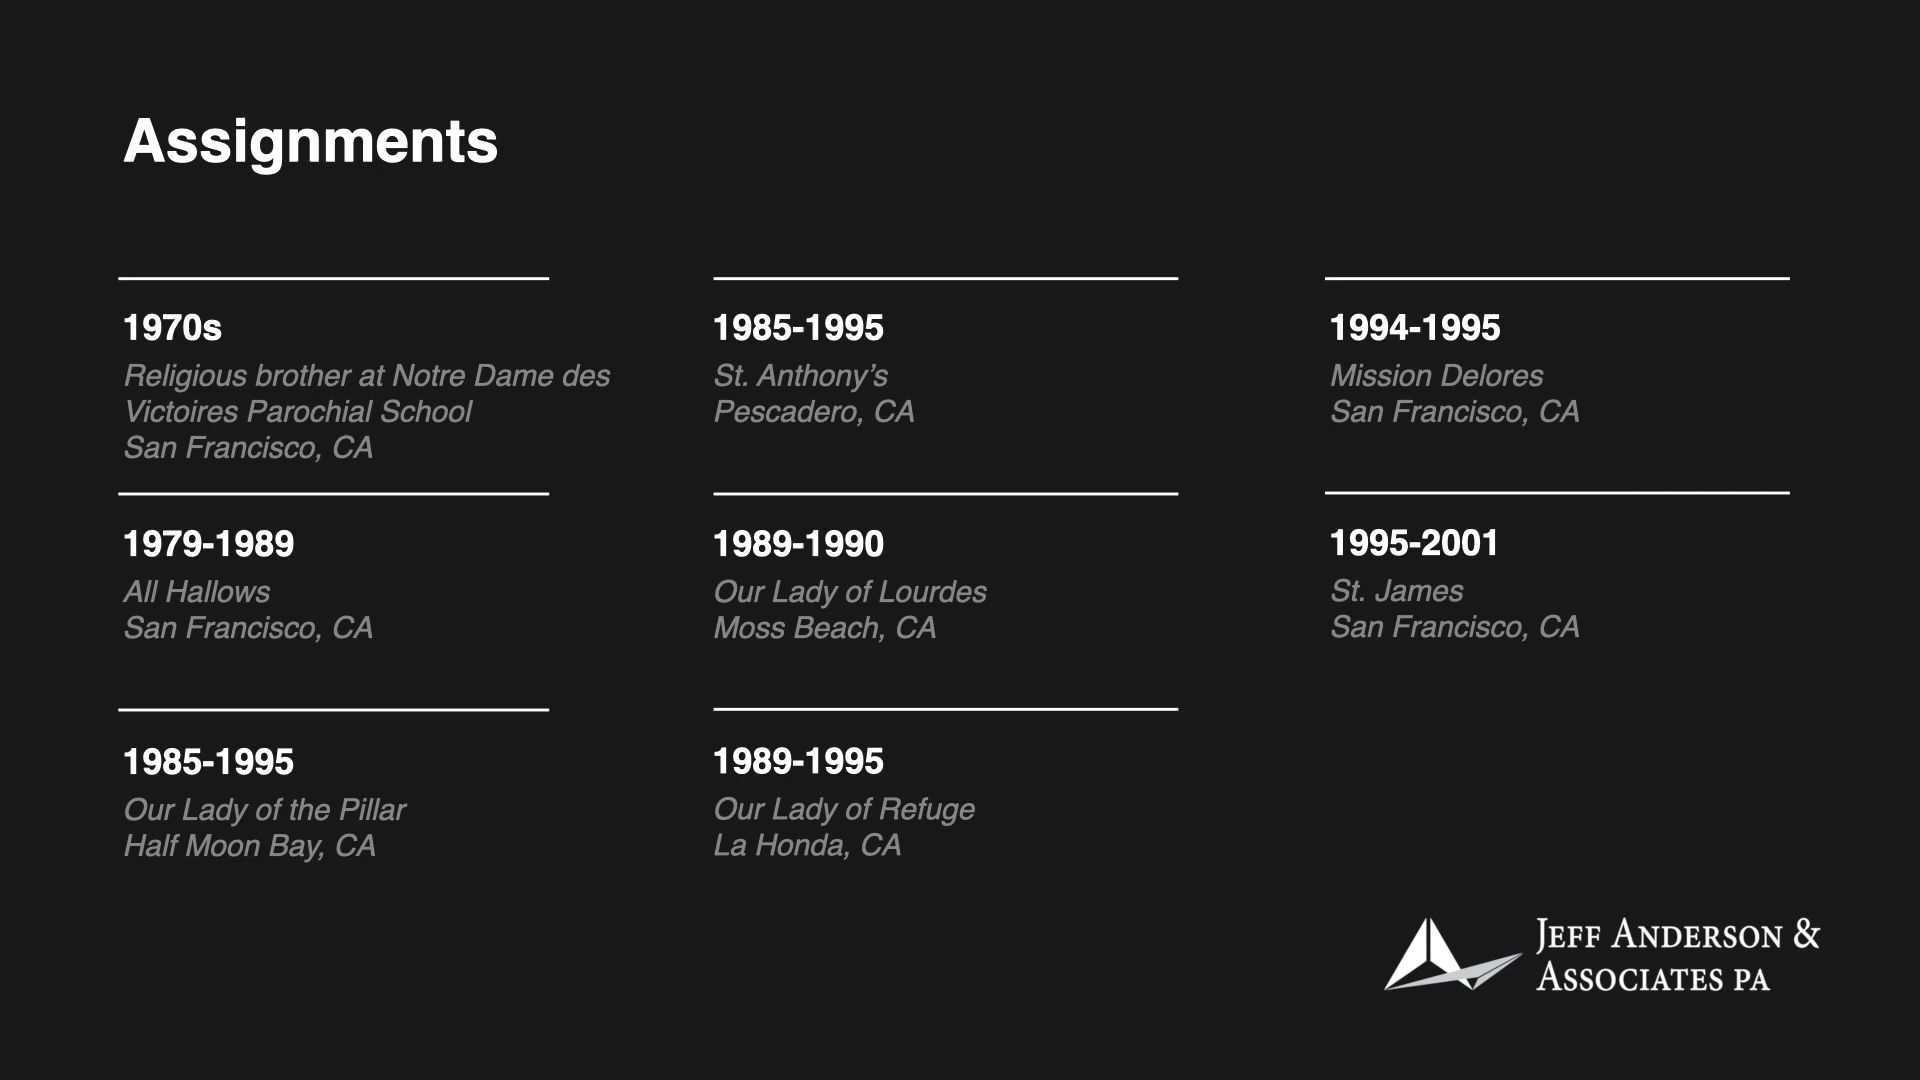 Assignments
1970s
Religious brother at Notre Dame des
Victoires Parochial School
San Francisco, CA
1979-1989
All Hallows
San Francisco, CA
1985-1995
Our Lady of the Pillar
Half Moon Bay, CA
1985-1995
St. Anthony’s
Pescadero, CA
1989-1990
Our Lady of Lourdes
Moss Beach, CA
1989-1995
Our Lady of Refuge
La Honda, CA
1994-1995
Mission Delores
San Francisco, CA
1995-2001
St. James
San Francisco, CA
Jeff Anderson &
Associates PA